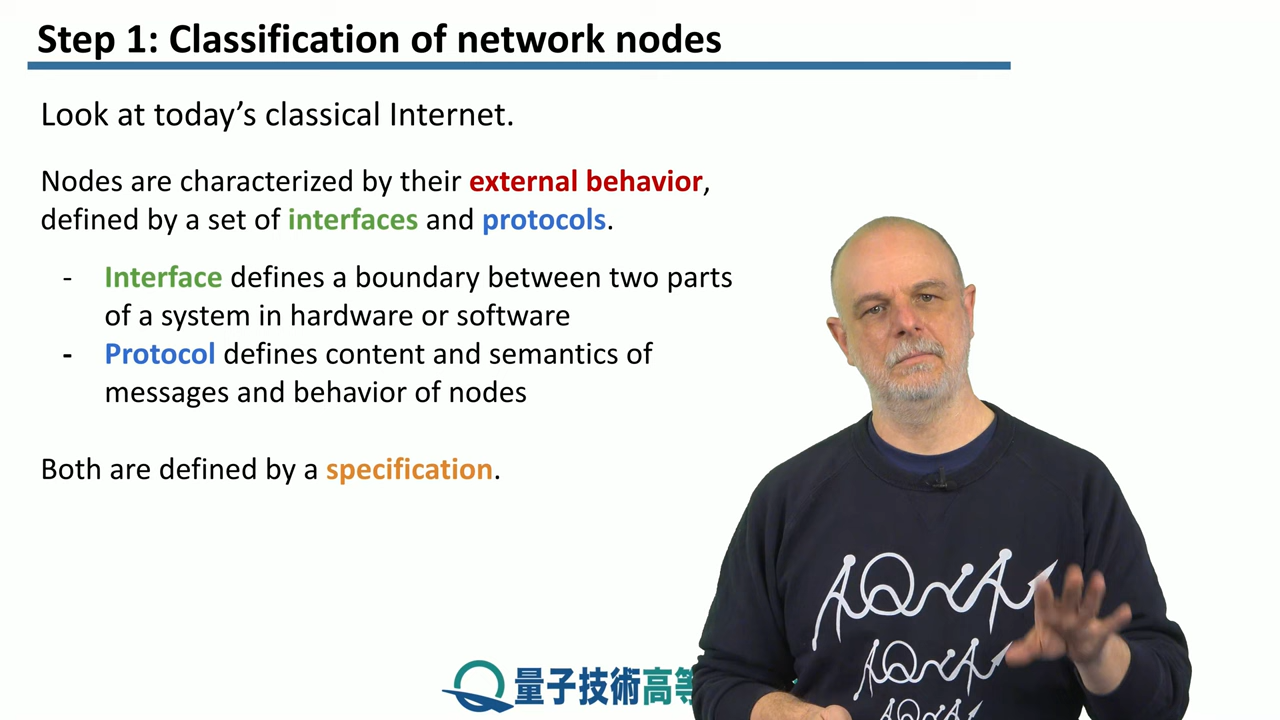 Step 1: Classification of network nodes
Look at today's classical Internet.
Nodes are characterized by their external behavior,
defined by a set of interfaces and protocols.
- Interface defines a boundary between two parts
of a system in hardware or software
- Protocol defines content and semantics of
messages and behavior of nodes
Both are defined by a specification.
量子技術高等